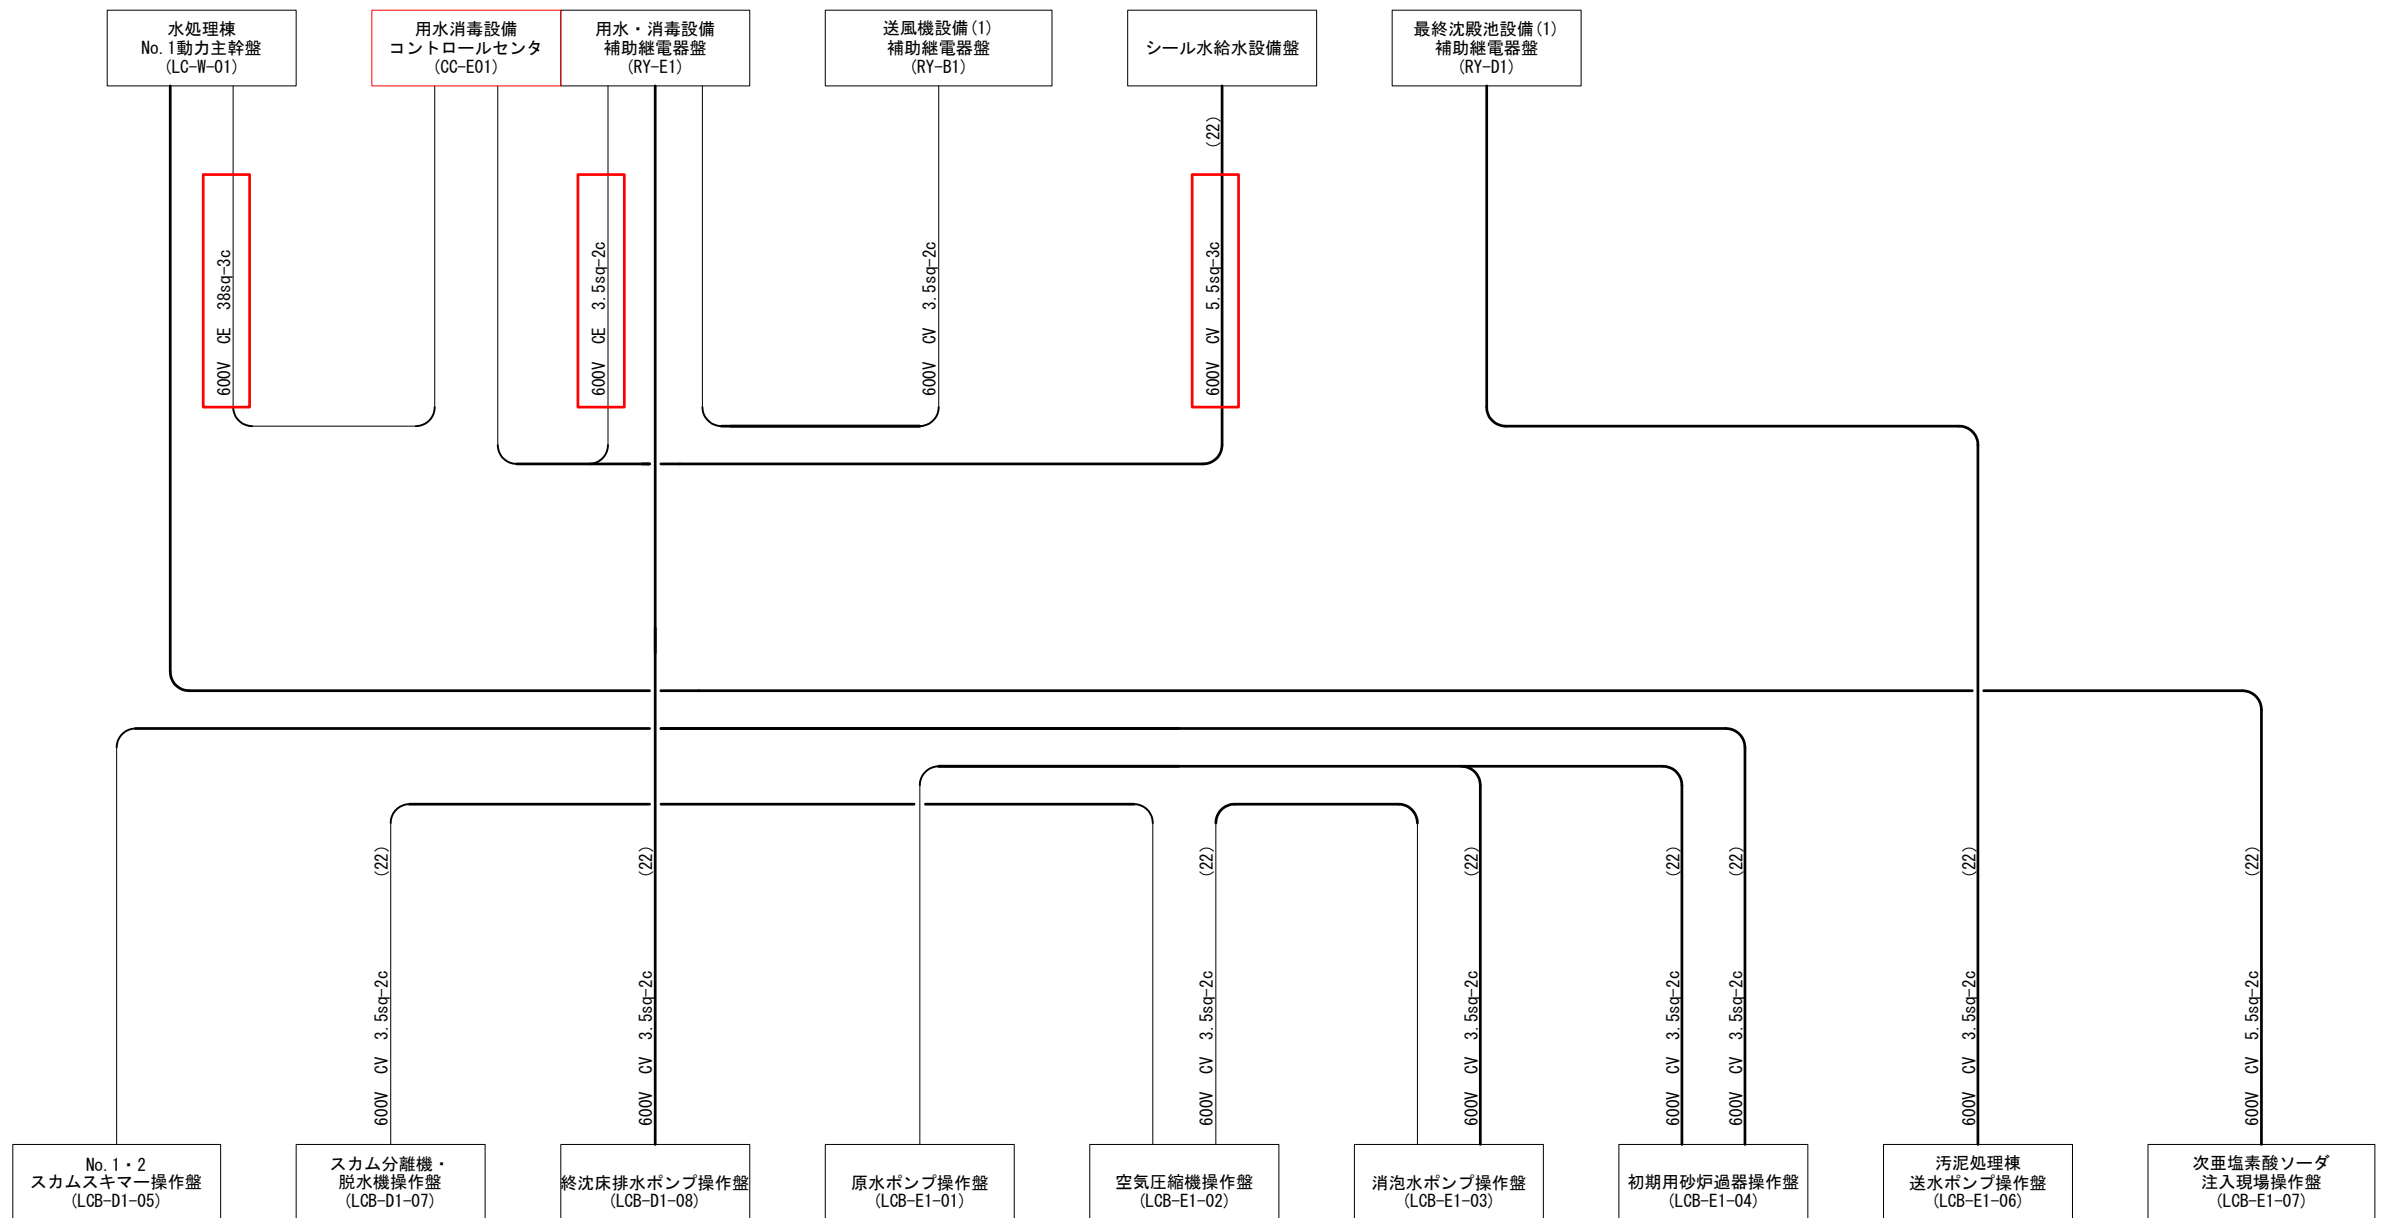 水処理棟
No.1動力主幹盤
(LC-W-01)
用水消毒設備
コントロールセンタ
(CC-E01)
用水・消毒設備
補助継電器盤
(RY-E1)
送風機設備(1)
補助継電器盤
(RY-B1)
シール水給水設備盤
最終沈殿池設備(1)
補助継電器盤
(RY-D1)
600V CE 38sq-3c
600V CE 3.5sq-2c
600V CV 3.5sq-2c
(22)
600V CV 5.5sq-3c
(22)
600V CV 3.5sq-2c
(22)
600V CV 3.5sq-2c
(22)
600V CV 3.5sq-2c
(22)
600V CV 3.5sq-2c
(22)
600V CV 3.5sq-2c
(22)
600V CV 3.5sq-2c
(22)
600V CV 3.5sq-2c
(22)
600V CV 5.5sq-2c
No.1・2
スカムスキマー操作盤
(LCB-D1-05)
スカム分離機・
脱水機操作盤
(LCB-D1-07)
終沈床排水ポンプ操作盤
(LCB-D1-08)
原水ポンプ操作盤
(LCB-E1-01)
空気圧縮機操作盤
(LCB-E1-02)
消泡水ポンプ操作盤
(LCB-E1-03)
初期用砂炉過器操作盤
(LCB-E1-04)
汚泥処理棟
送水ポンプ操作盤
(LCB-E1-06)
次亜塩素酸ソーダ
注入現場操作盤
(LCB-E1-07)